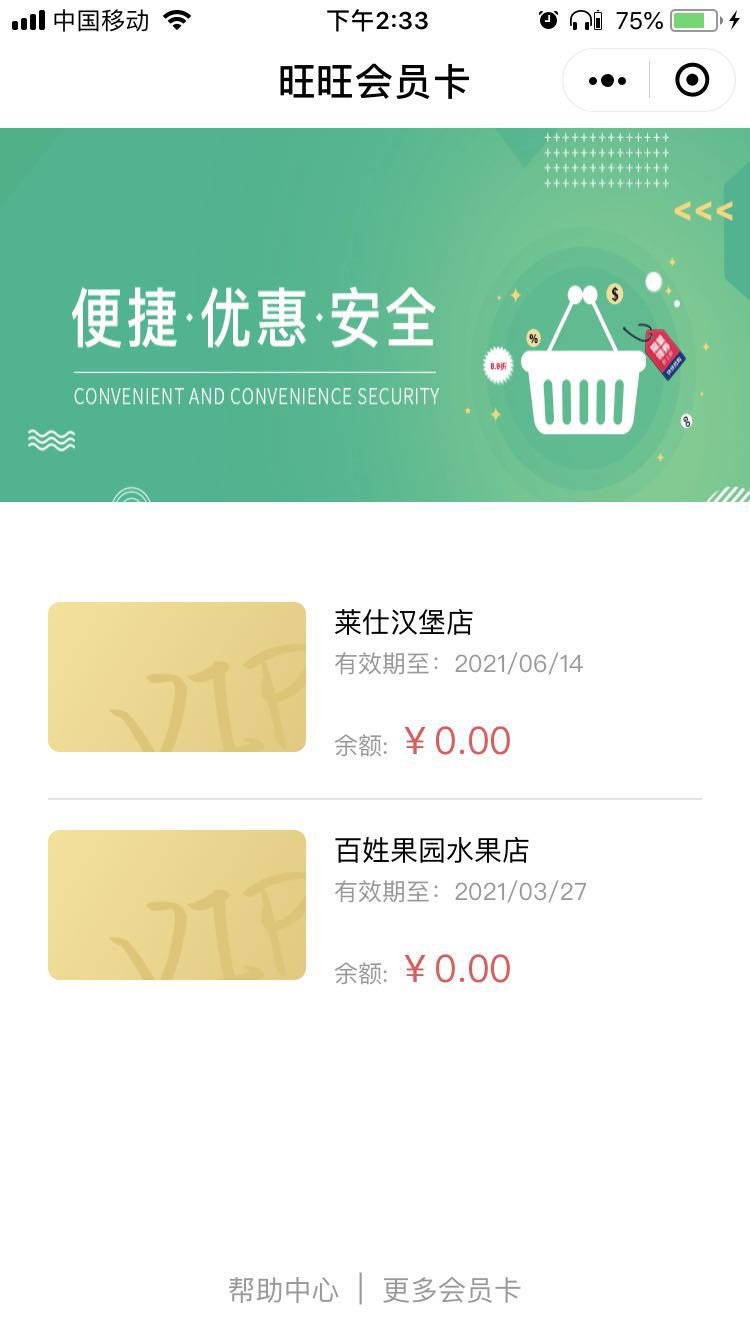 中国移动
下午2:33
75%
旺旺会员卡
<<<
便捷·优惠·安全
CONVENIENT AND CONVENIENCE SECURITY
$
%
8.9折
VIP
莱仕汉堡店
有效期至：2021/06/14
余额: ¥ 0.00
VIP
百姓果园水果店
有效期至：2021/03/27
余额: ¥ 0.00
帮助中心 | 更多会员卡